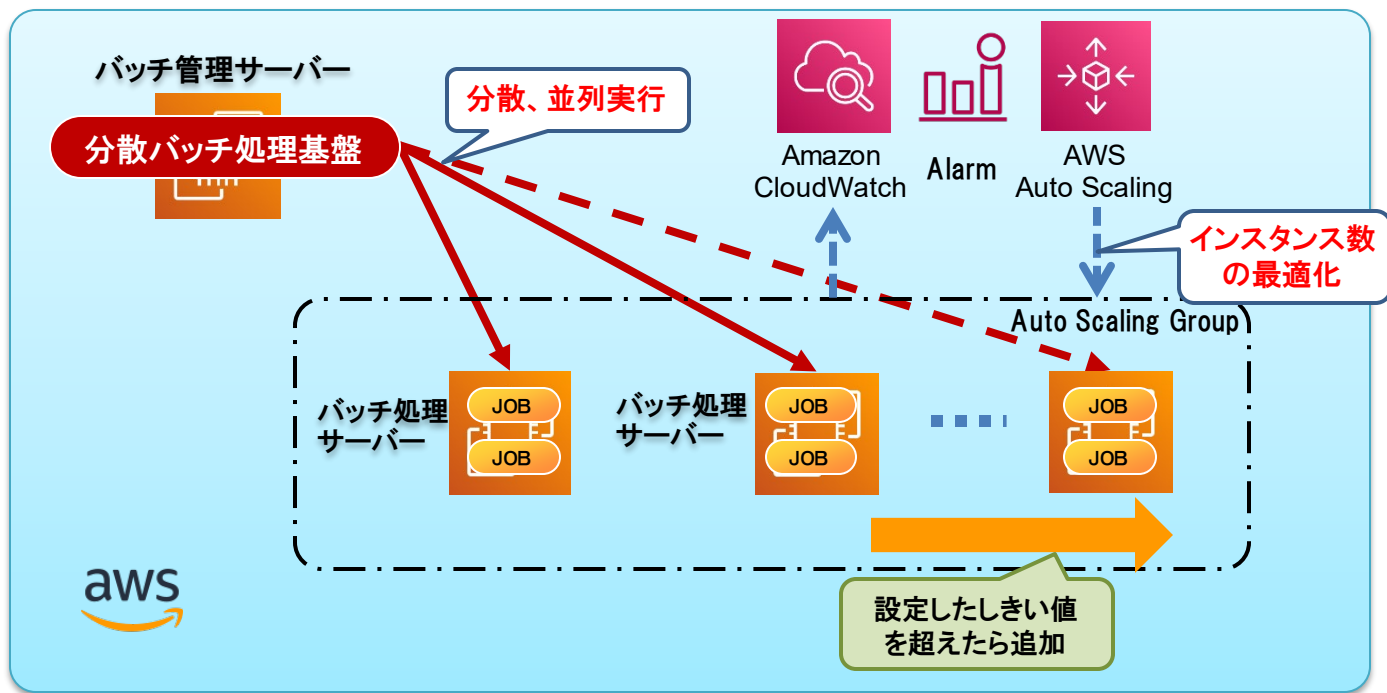 バッチ管理サーバー
分散バッチ処理基盤
分散、並列実行
Amazon
CloudWatch
Alarm
AWS
Auto Scaling
インスタンス数
の最適化
Auto Scaling Group
バッチ処理
サーバー
JOB
JOB
バッチ処理
サーバー
JOB
JOB
JOB
JOB
設定したしきい値
を超えたら追加
aws